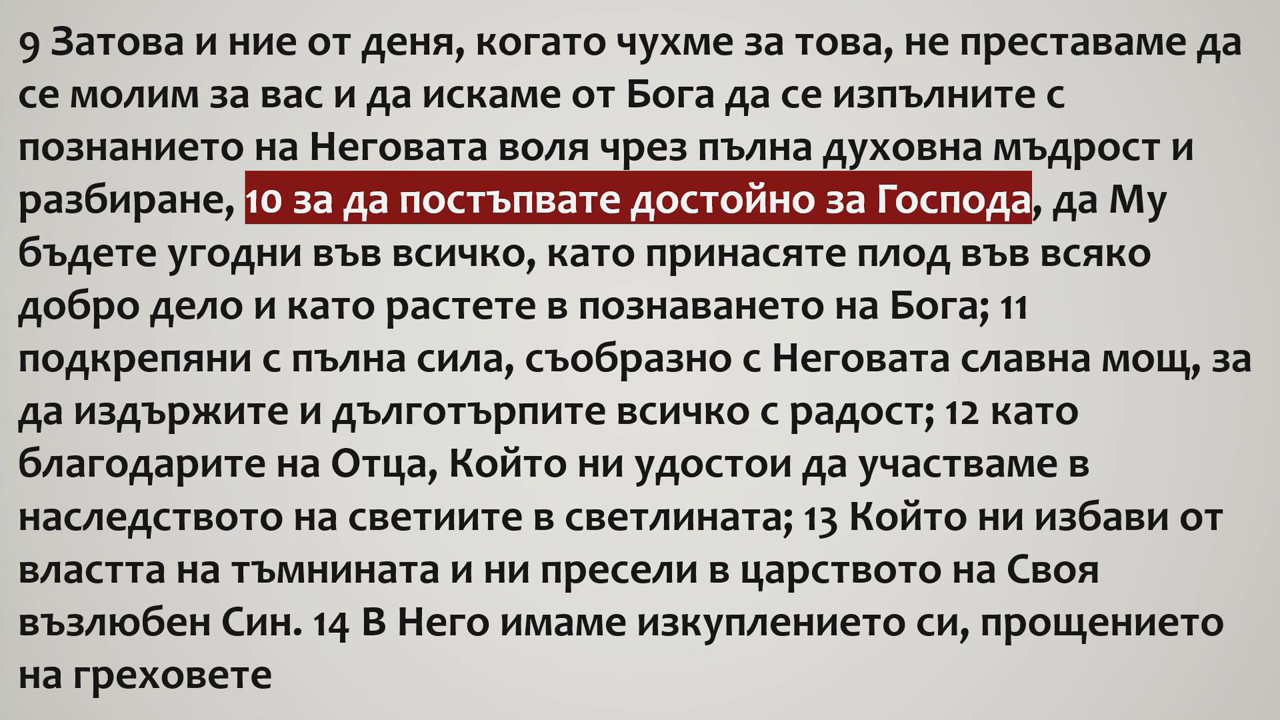 9 Затова и ние от деня, когато чухме за това, не преставаме да
се молим за вас и да искаме от Бога да се изпълните с
познанието на Неговата воля чрез пълна духовна мъдрост и
разбиране, 10 за да постъпвате достойно за Господа, да Му
бъдете угодни във всичко, като принасяте плод във всяко
добро дело и като растете в познаването на Бога; 11
подкрепяни с пълна сила, съобразно с Неговата славна мощ, за
да издържите и дълготърпите всичко с радост; 12 като
благодарите на Отца, Който ни удостои да участваме в
наследството на светиите в светлината; 13 Който ни избави от
властта на тъмнината и ни пресели в царството на Своя
възлюбен Син. 14 В Него имаме изкуплението си, прощението
на греховете